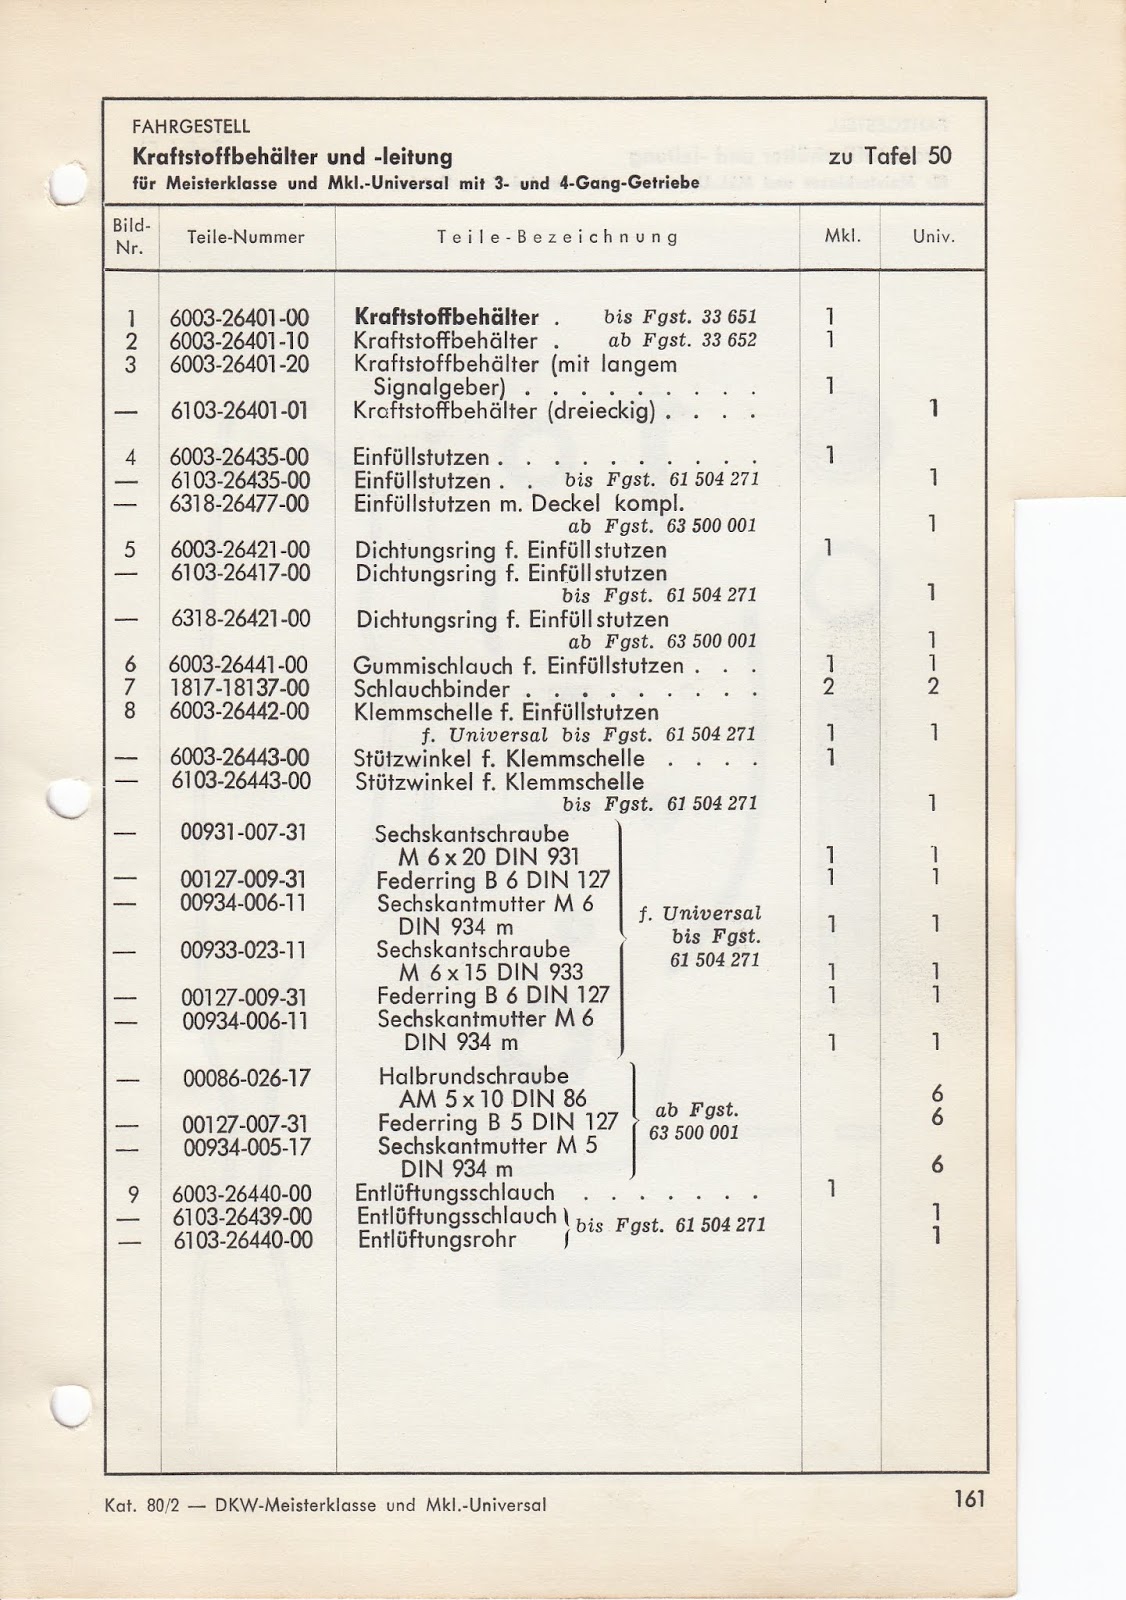 FAHRGESTELL
Kraftstoffbehälter und -leitung zu Tafel 50
für Meisterklasse und Mkl.-Universal mit 3- und 4-Gang-Getriebe
Bild-Nr. Teile-Nummer Teile-Bezeichnung Mkl. Univ.
1 6003-26401-00 Kraftstoffbehälter . bis Fgst. 33 651 1
2 6003-26401-10 Kraftstoffbehälter . ab Fgst. 33 652 1
3 6003-26401-20 Kraftstoffbehälter (mit langem
Signalgeber) . . . . . . . . . 1
— 6103-26401-01 Kraftstoffbehälter (dreieckig) . . . . 1
4 6003-26435-00 Einfüllstutzen . . . . . . . . . . 1
— 6103-26435-00 Einfüllstutzen . . bis Fgst. 61 504 271 1
— 6318-26477-00 Einfüllstutzen m. Deckel kompl.
ab Fgst. 63 500 001 1
5 6003-26421-00 Dichtungsring f. Einfüllstutzen 1
— 6103-26417-00 Dichtungsring f. Einfüllstutzen
bis Fgst. 61 504 271 1
— 6318-26421-00 Dichtungsring f. Einfüllstutzen
ab Fgst. 63 500 001 1
6 6003-26441-00 Gummischlauch f. Einfüllstutzen . . . 1 1
7 1817-18137-00 Schlauchbinder . . . . . . . . . 2 2
8 6003-26442-00 Klemmschelle f. Einfüllstutzen
f. Universal bis Fgst. 61 504 271 1 1
— 6003-26443-00 Stützwinkel f. Klemmschelle . . . . 1
— 6103-26443-00 Stützwinkel f. Klemmschelle
bis Fgst. 61 504 271 1
— 00931-007-31 Sechskantschraube
M 6 x 20 DIN 931 1 1
— 00127-009-31 Federring B 6 DIN 127 1 1
— 00934-006-11 Sechskantmutter M 6 f. Universal
DIN 934 m bis Fgst. 1 1
— 00933-023-11 Sechskantschraube 61 504 271
M 6 x 15 DIN 933 1 1
— 00127-009-31 Federring B 6 DIN 127 1 1
— 00934-006-11 Sechskantmutter M 6
DIN 934 m 1 1
— 00086-026-17 Halbrundschraube
AM 5 x 10 DIN 86 ab Fgst. 6
— 00127-007-31 Federring B 5 DIN 127 63 500 001 6
— 00934-005-17 Sechskantmutter M 5
DIN 934 m 6
9 6003-26440-00 Entlüftungsschlauch . . . . . . . 1
— 6103-26439-00 Entlüftungsschlauch bis Fgst. 61 504 271 1
— 6103-26440-00 Entlüftungsrohr 1
Kat. 80/2 — DKW-Meisterklasse und Mkl.-Universal 161